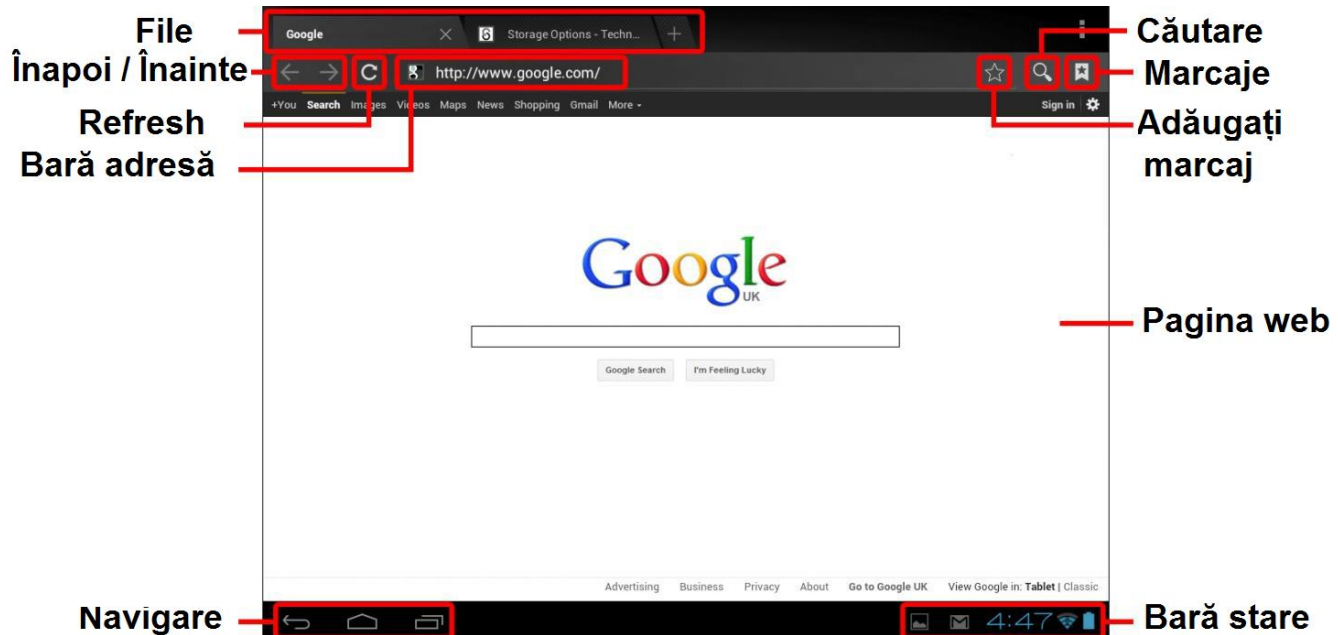 File
Înapoi / Înainte
Refresh
Bară adresă
Căutare
Marcaje
Adăugați
marcaj
Google
Storage Options - Techn...
http://www.google.com/
+You Search Images Videos Maps News Shopping Gmail More
Sign in
Google
UK
Google Search I'm Feeling Lucky
Pagina web
Advertising Business Privacy About Go to Google UK View Google in: Tablet | Classic
Navigare
4:47
Bară stare